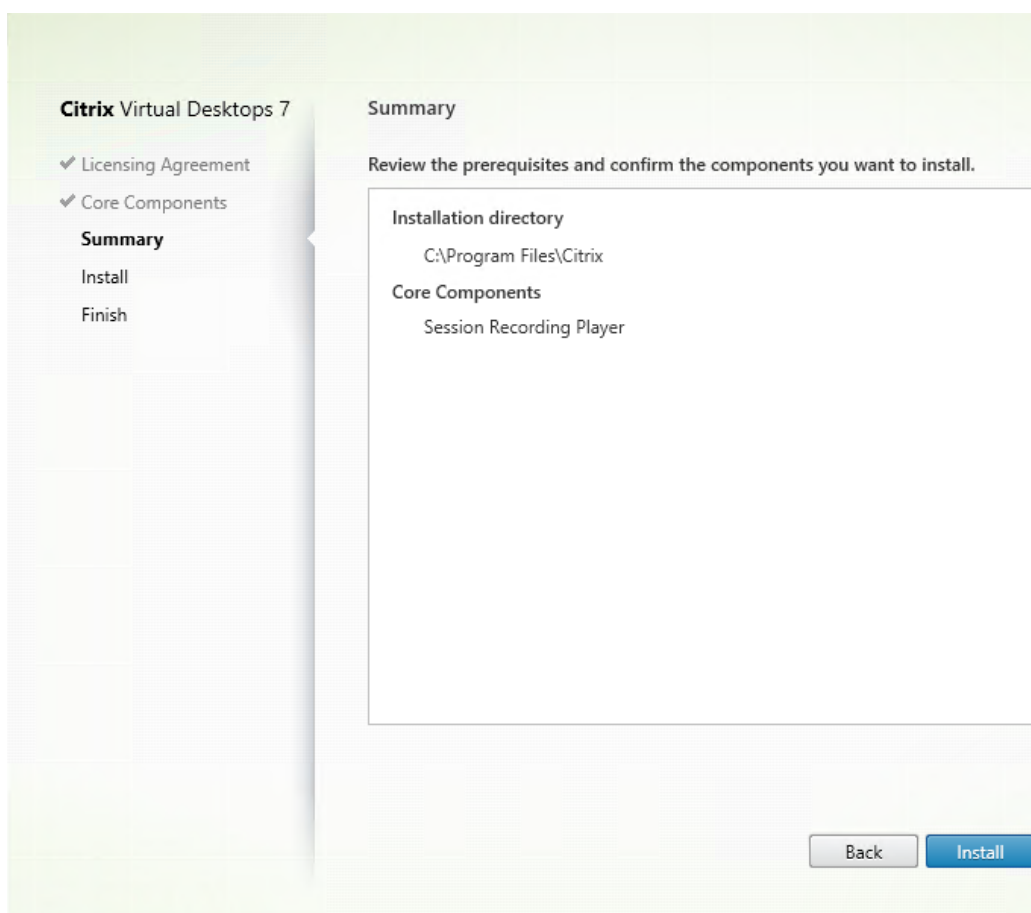 Citrix Virtual Desktops 7
Licensing Agreement
Core Components
Summary
Install
Finish
Summary
Review the prerequisites and confirm the components you want to install.
Installation directory
C:\Program Files\Citrix
Core Components
Session Recording Player
Back
Install